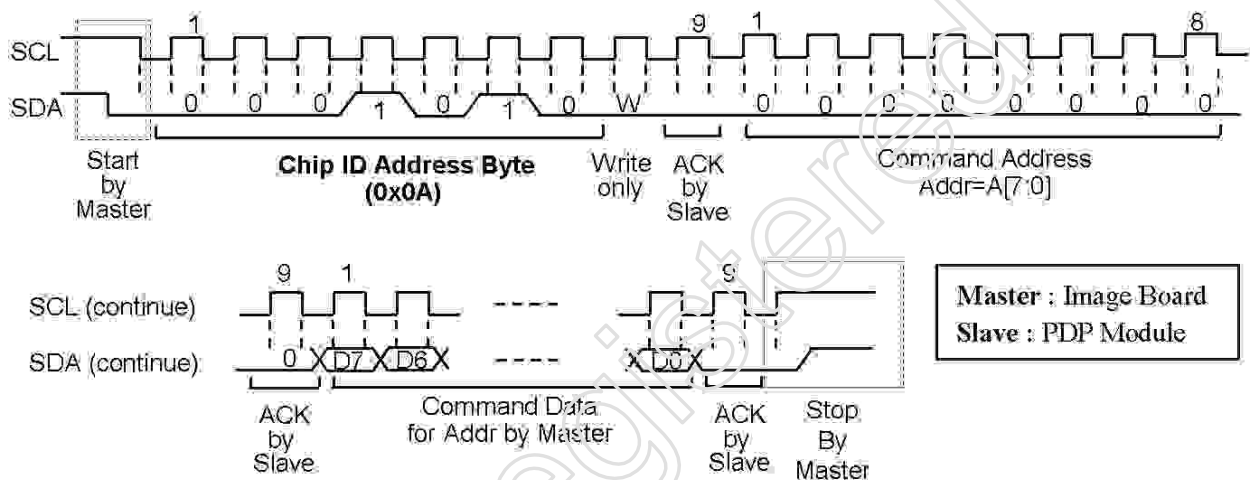 1 9 1 8
SCL
SDA 0 0 0 1 0 1 0 W 0 0 0 0 0 0 0 0
Start
by
Master
Chip ID Address Byte
(0x0A)
Write
only
ACK
by
Slave
Command Address
Addr=A[7:0]
9 1 9
SCL (continue)
SDA (continue) 0 D7 D6 D0
ACK
by
Slave
Command Data
for Addr by Master
ACK
by
Slave
Stop
By
Master
Master : Image Board
Slave : PDP Module
egistered